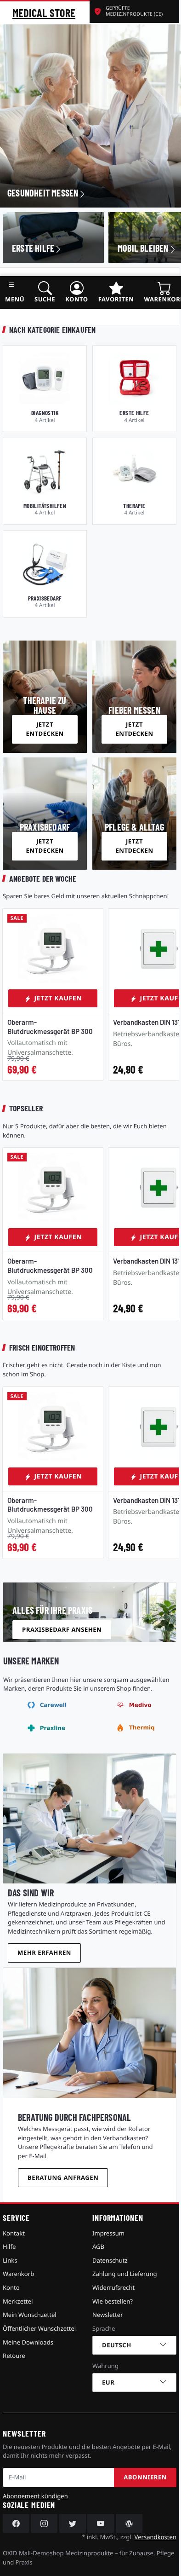 MEDICAL STORE
GEPRÜFTE
MEDIZINPRODUKTE (CE)
GESUNDHEIT MESSEN
ERSTE HILFE
MOBIL BLEIBEN
MENÜ
SUCHE
KONTO
FAVORITEN
WARENKOR
NACH KATEGORIE EINKAUFEN
DIAGNOSTIK
4 Artikel
ERSTE HILFE
4 Artikel
MOBILITÄTSHILFEN
4 Artikel
THERAPIE
4 Artikel
PRAXISBEDARF
4 Artikel
THERAPIE ZU
HAUSE
JETZT
ENTDECKEN
FIEBER MESSEN
JETZT
ENTDECKEN
PRAXISBEDARF
JETZT
ENTDECKEN
PFLEGE & ALLTAG
JETZT
ENTDECKEN
ANGEBOTE DER WOCHE
Sparen Sie bares Geld mit unseren aktuellen Schnäppchen!
SALE
JETZT KAUFEN
Oberarm-
Blutdruckmessgerät BP 300
Vollautomatisch mit
Universalmanschette.
79,90 €
69,90 €
JETZT KAUF
Verbandkasten DIN 131
Betriebsverbandkaste
Büros.
24,90 €
TOPSELLER
Nur 5 Produkte, dafür aber die besten, die wir Euch bieten
können.
SALE
JETZT KAUFEN
Oberarm-
Blutdruckmessgerät BP 300
Vollautomatisch mit
Universalmanschette.
79,90 €
69,90 €
JETZT KAUF
Verbandkasten DIN 131
Betriebsverbandkaste
Büros.
24,90 €
FRISCH EINGETROFFEN
Frischer geht es nicht. Gerade noch in der Kiste und nun
schon im Shop.
SALE
JETZT KAUFEN
Oberarm-
Blutdruckmessgerät BP 300
Vollautomatisch mit
Universalmanschette.
79,90 €
69,90 €
JETZT KAUF
Verbandkasten DIN 131
Betriebsverbandkaste
Büros.
24,90 €
ALLES FÜR IHRE PRAXIS
PRAXISBEDARF ANSEHEN
UNSERE MARKEN
Wir präsentieren Ihnen hier unsere sorgsam ausgewählten
Marken, deren Produkte Sie in unserem Shop finden.
Carewell
Medivo
Praxline
Thermiq
DAS SIND WIR
Wir liefern Medizinprodukte an Privatkunden,
Pflegedienste und Arztpraxen. Jedes Produkt ist CE-
gekennzeichnet, und unser Team aus Pflegekräften und
Medizintechnikern prüft das Sortiment regelmäßig.
MEHR ERFAHREN
BERATUNG DURCH FACHPERSONAL
Welches Messgerät passt, wie wird der Rollator
eingestellt, was gehört in den Verbandkasten?
Unsere Pflegekräfte beraten Sie am Telefon und
per E-Mail.
BERATUNG ANFRAGEN
SERVICE
Kontakt
Hilfe
Links
Warenkorb
Konto
Merkzettel
Mein Wunschzettel
Öffentlicher Wunschzettel
Meine Downloads
Retoure
INFORMATIONEN
Impressum
AGB
Datenschutz
Zahlung und Lieferung
Widerrufsrecht
Wie bestellen?
Newsletter
Sprache
DEUTSCH
Währung
EUR
NEWSLETTER
Die neuesten Produkte und die besten Angebote per E-Mail,
damit Ihr nichts mehr verpasst.
E-Mail
ABONNIEREN
Abonnement kündigen
SOZIALE MEDIEN
* inkl. MwSt., zzgl. Versandkosten
OXID Mall-Demoshop Medizinprodukte – für Zuhause, Pflege
und Praxis